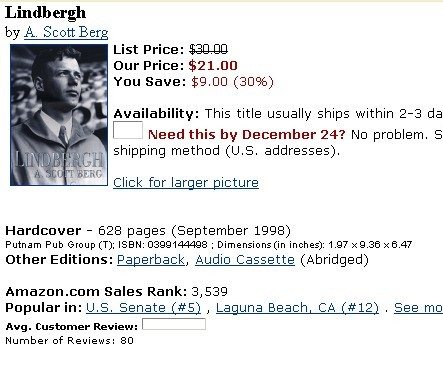 Lindbergh
by A. Scott Berg
List Price: $30.00
Our Price: $21.00
You Save: $9.00 (30%)
Availability: This title usually ships within 2-3 da
Need this by December 24? No problem. S
shipping method (U.S. addresses).
LINDBERGH
A. SCOTT BERG
Click for larger picture
Hardcover - 628 pages (September 1998)
Putnam Pub Group (T); ISBN: 0399144498 ; Dimensions (in inches): 1.97 x 9.36 x 6.47
Other Editions: Paperback, Audio Cassette (Abridged)
Amazon.com Sales Rank: 3,539
Popular in: U.S. Senate (#5) , Laguna Beach, CA (#12) . See mo
Avg. Customer Review:
Number of Reviews: 80